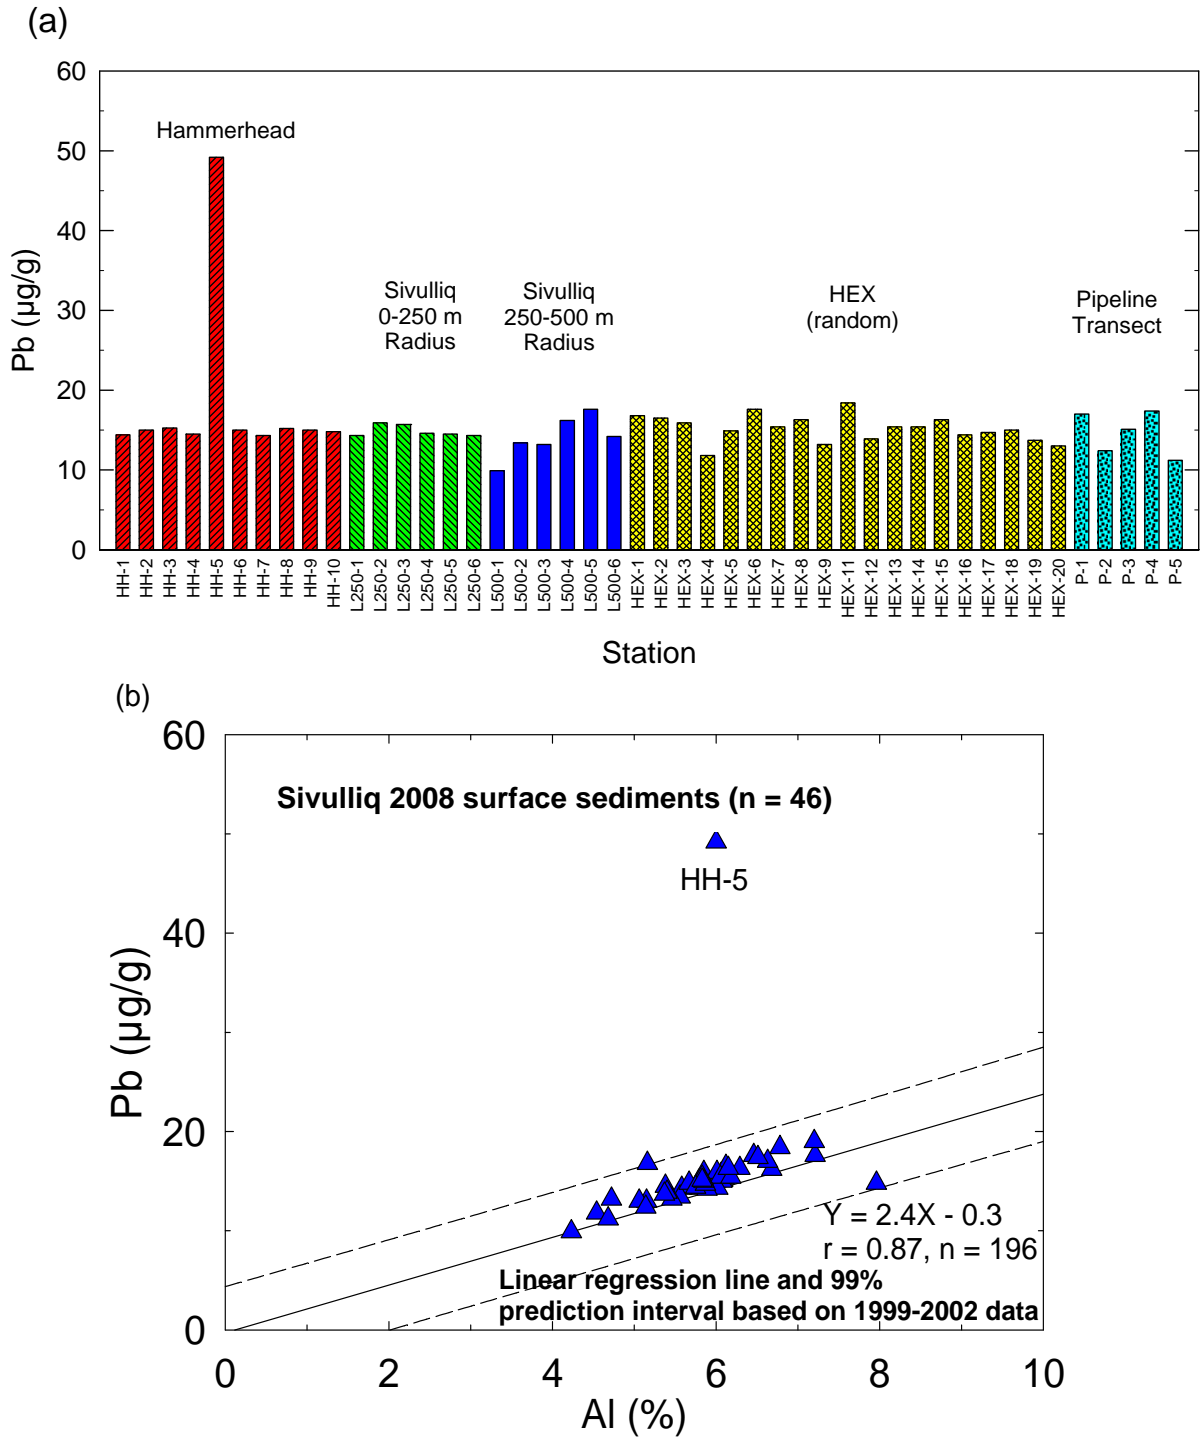 (a)
60
50
40
30
20
10
0
Pb (µg/g)
Hammerhead
Sivulliq
0-250 m
Radius
Sivulliq
250-500 m
Radius
HEX
(random)
Pipeline
Transect
HH-1
HH-2
HH-3
HH-4
HH-5
HH-6
HH-7
HH-8
HH-9
HH-10
L250-1
L250-2
L250-3
L250-4
L250-5
L250-6
L500-1
L500-2
L500-3
L500-4
L500-5
L500-6
HEX-1
HEX-2
HEX-3
HEX-4
HEX-5
HEX-6
HEX-7
HEX-8
HEX-9
HEX-11
HEX-12
HEX-13
HEX-14
HEX-15
HEX-16
HEX-17
HEX-18
HEX-19
HEX-20
P-1
P-2
P-3
P-4
P-5
Station
(b)
60
40
20
0
Pb (µg/g)
Sivulliq 2008 surface sediments (n = 46)
HH-5
Y = 2.4X - 0.3
r = 0.87, n = 196
Linear regression line and 99%
prediction interval based on 1999-2002 data
0 2 4 6 8 10
Al (%)